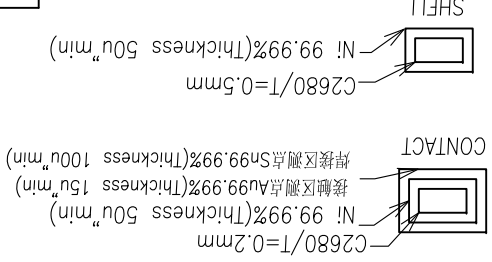 CONTACT
C2680/T=0.2mm
Ni 99.99%(Thickness 50u"min)
接触区测点Au99.99%(Thickness 15u"min)
焊接区测点Sn99.99%(Thickness 100u"min)
SHELL
C2680/T=0.5mm
Ni 99.99%(Thickness 50u"min)